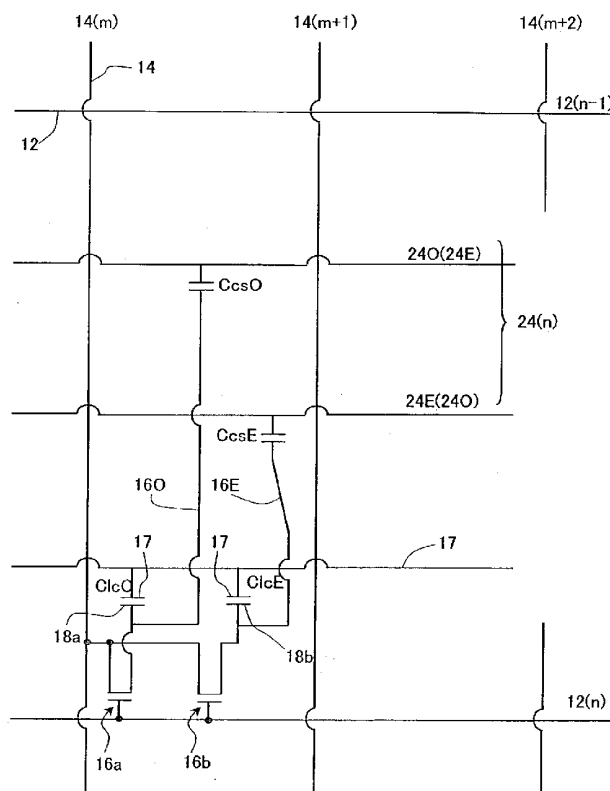 14(m) 14(m+1) 14(m+2)
14
12 12(n-1)
24O(24E)
CcsO
24(n)
24E(24O)
CcsE
16O 16E
17 17 17
ClcO ClcE
18a 18b
12(n)
16a 16b